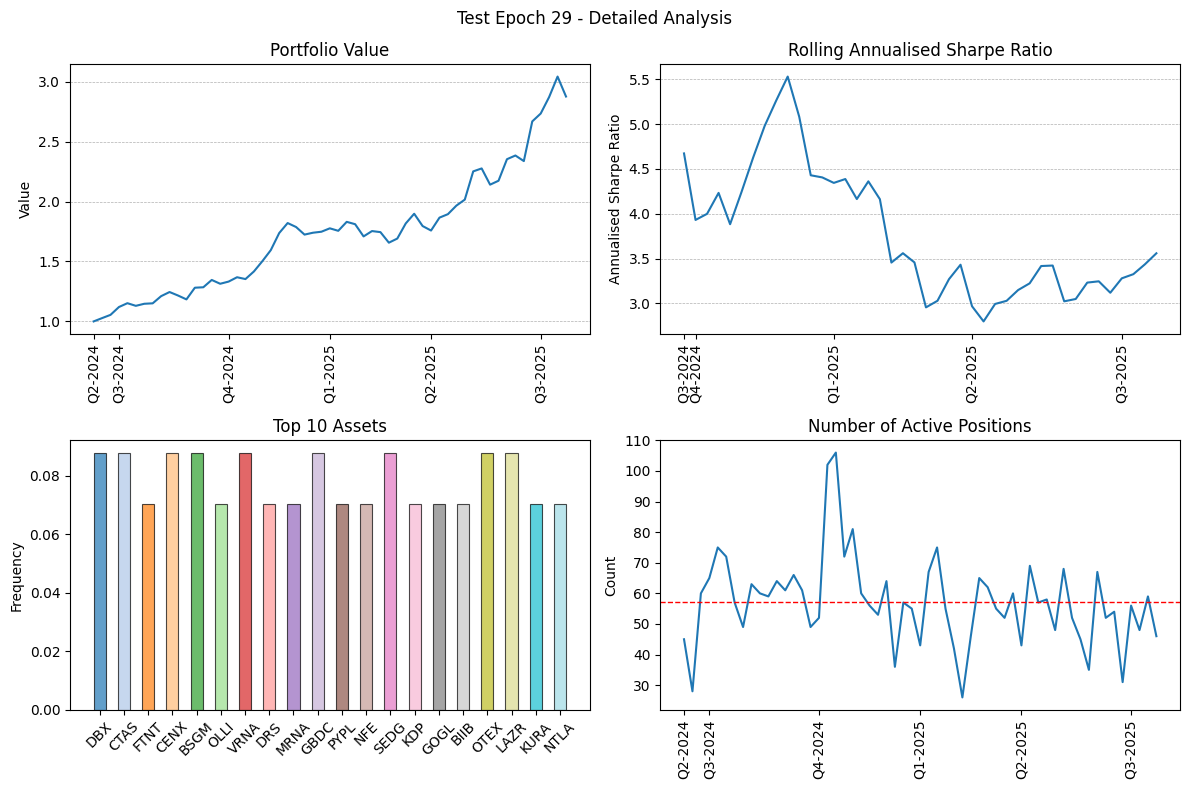 Test Epoch 29 - Detailed Analysis
Portfolio Value
Value
3.0
2.5
2.0
1.5
1.0
Q2-2024
Q3-2024
Q4-2024
Q1-2025
Q2-2025
Q3-2025
Rolling Annualised Sharpe Ratio
Annualised Sharpe Ratio
5.5
5.0
4.5
4.0
3.5
3.0
Q3-2024
Q4-2024
Q1-2025
Q2-2025
Q3-2025
Top 10 Assets
Frequency
0.08
0.06
0.04
0.02
0.00
DBX
CTAS
FTNT
CENX
BSGM
OLLI
VRNA
DRS
MRNA
GBDC
PYPL
NFE
SEDG
KDP
GOGL
BIIB
OTEX
LAZR
KURA
NTLA
Number of Active Positions
Count
110
100
90
80
70
60
50
40
30
Q2-2024
Q3-2024
Q4-2024
Q1-2025
Q2-2025
Q3-2025